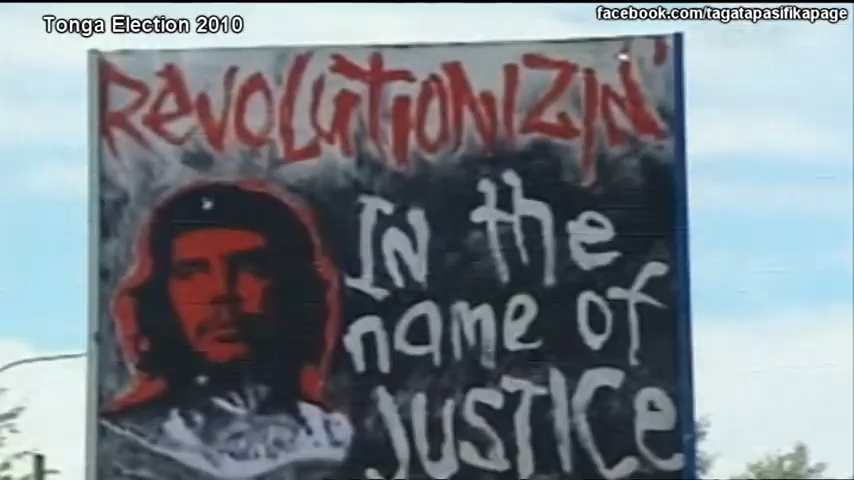 Tonga Election 2010
facebook.com/tagatapasifikapage
REVOLUTIONIZIN'
IN the
name of
JUSTICE